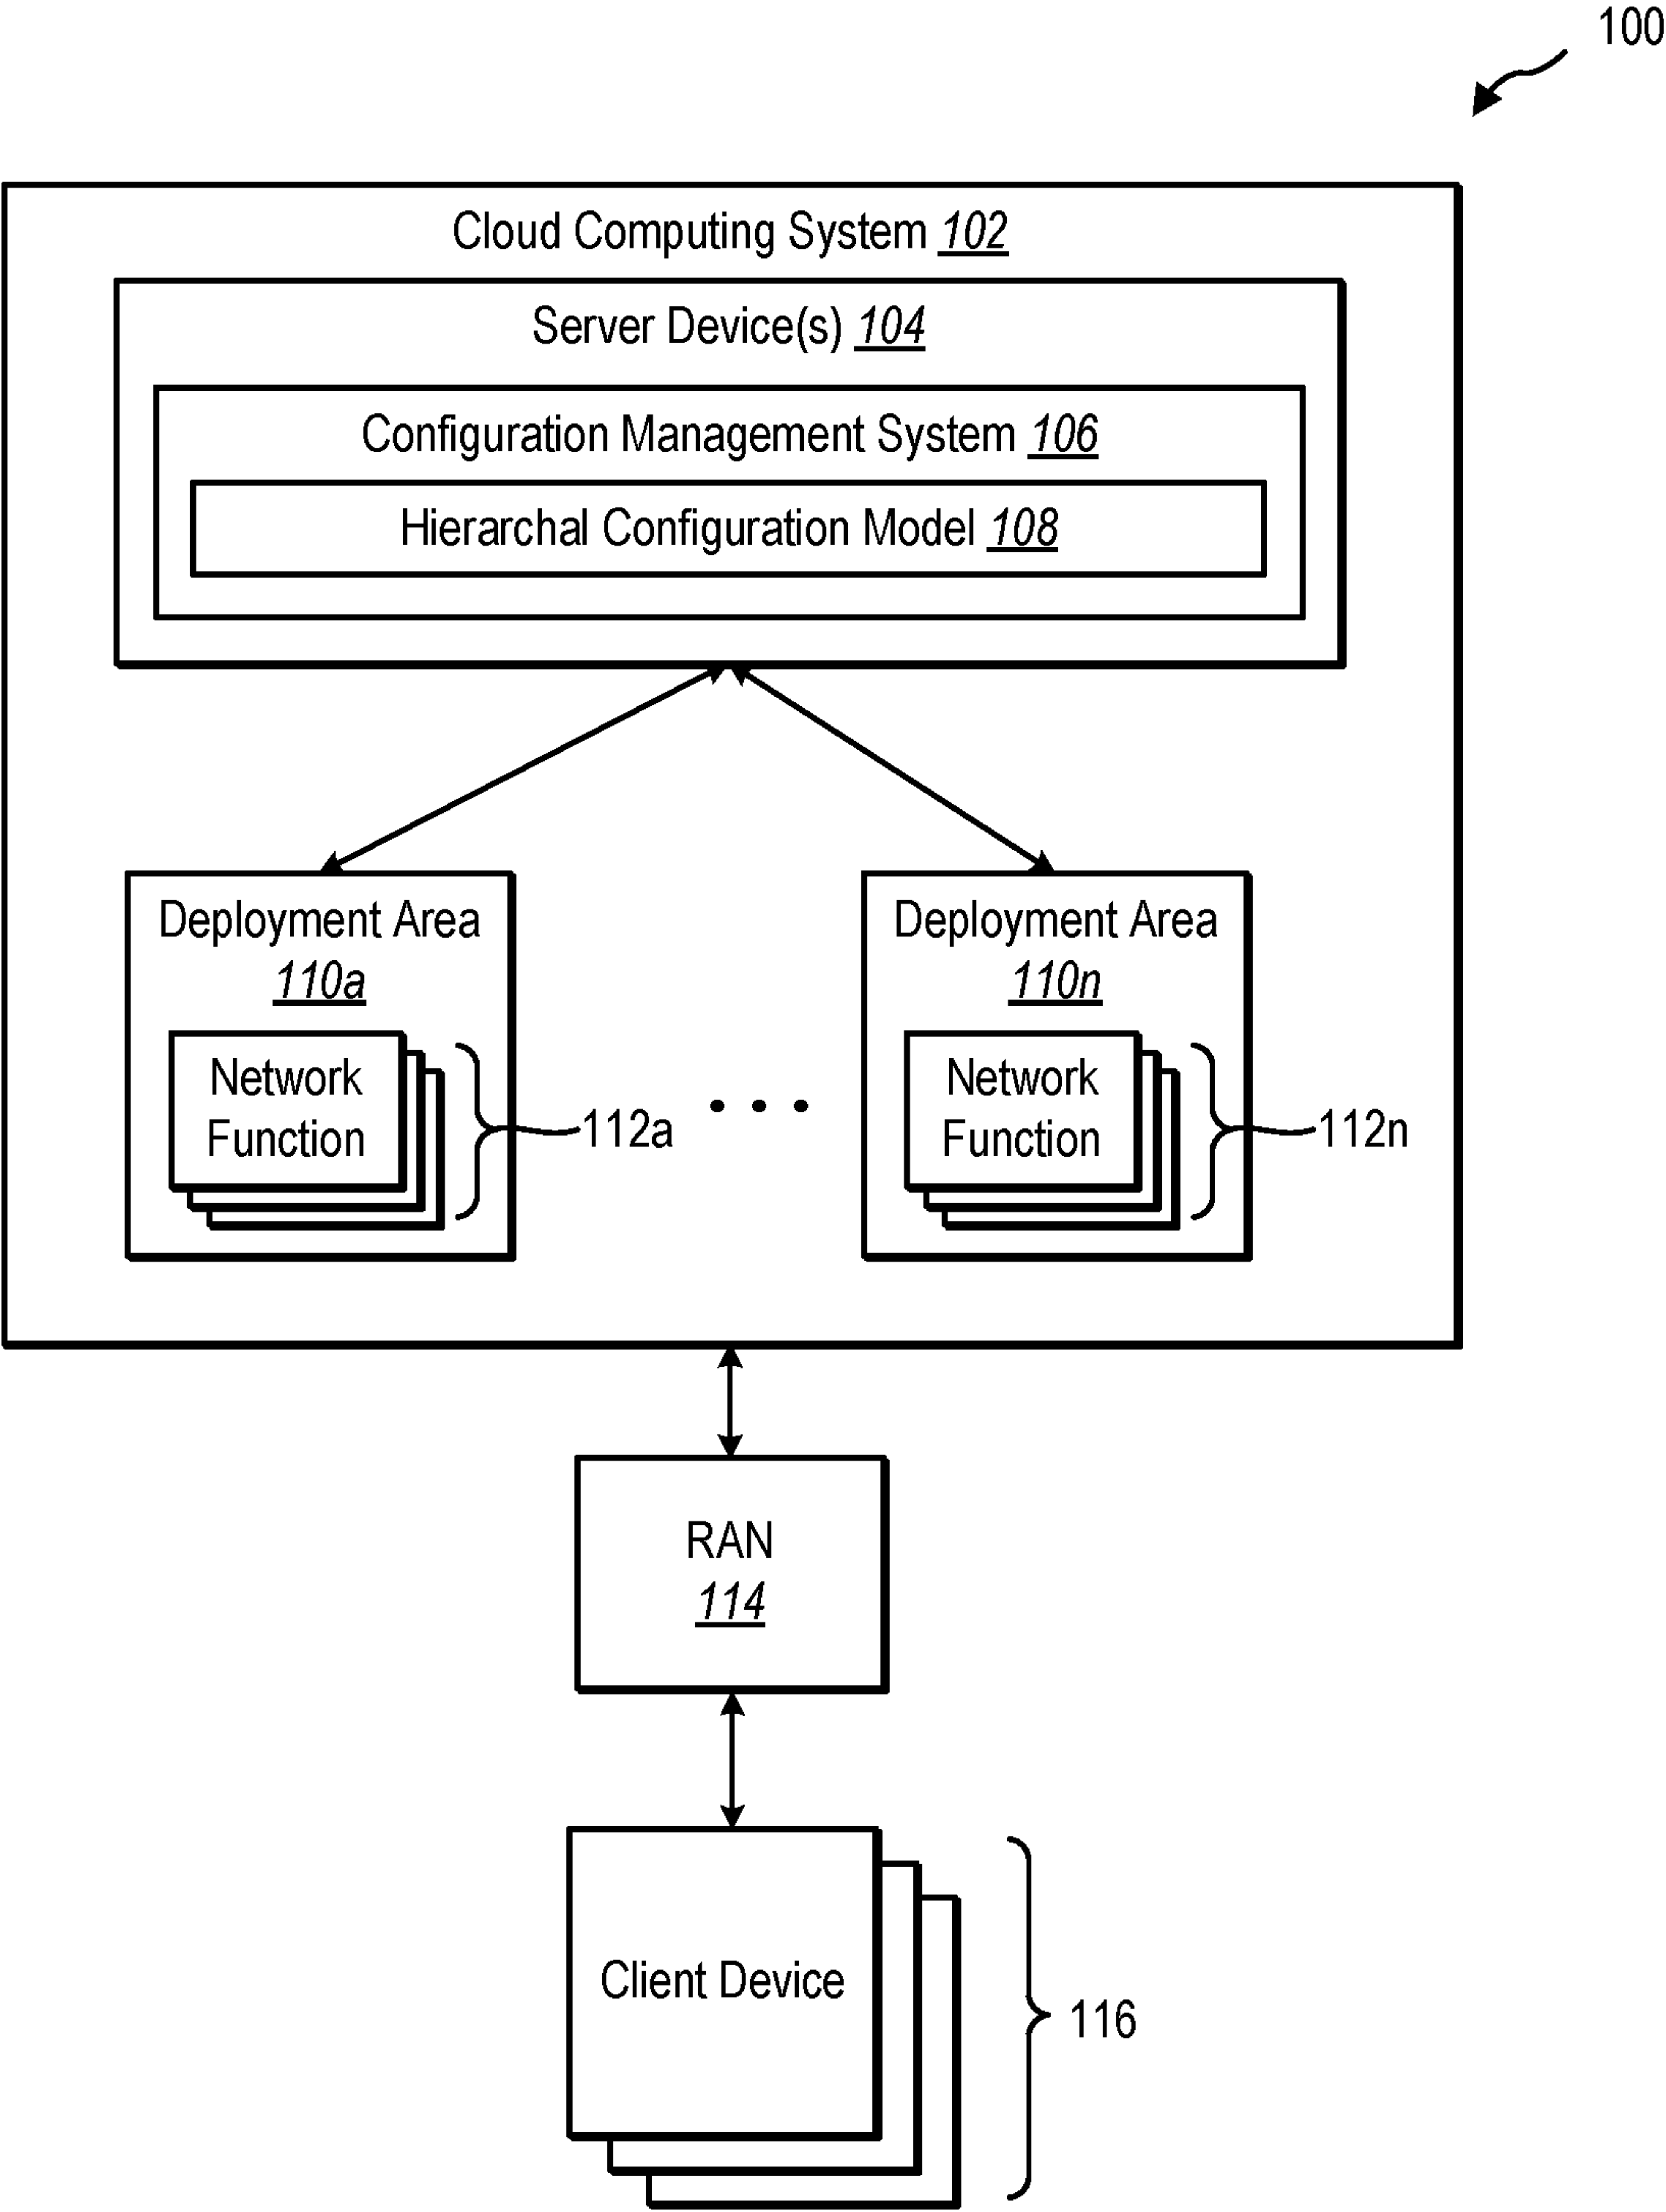 100
Cloud Computing System 102
Server Device(s) 104
Configuration Management System 106
Hierarchal Configuration Model 108
Deployment Area
110a
Network
Function
112a
Deployment Area
110n
Network
Function
112n
RAN
114
Client Device
116